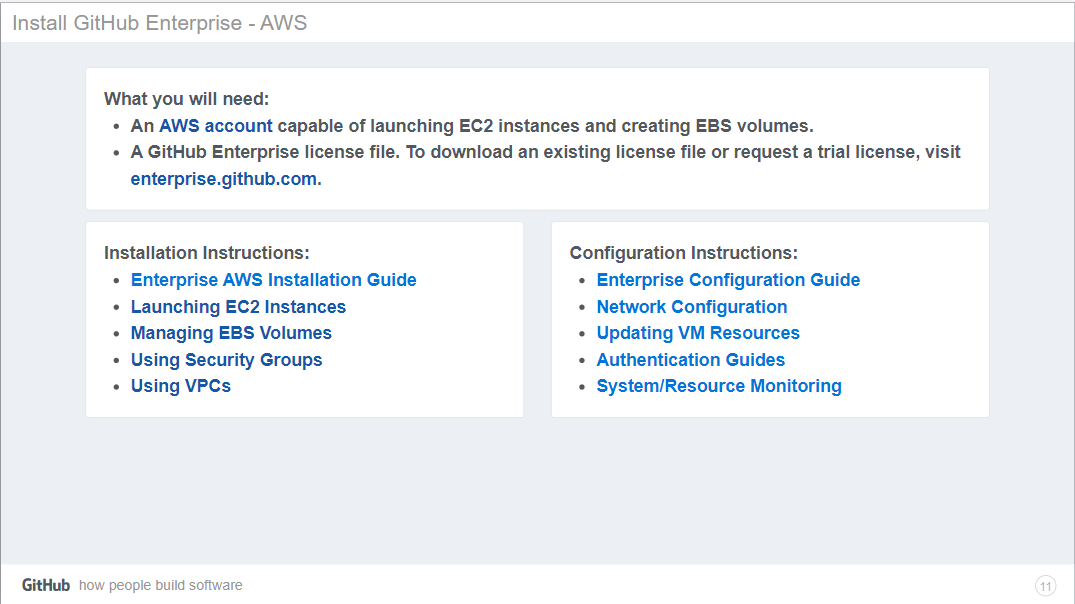 Install GitHub Enterprise - AWS
What you will need:
• An AWS account capable of launching EC2 instances and creating EBS volumes.
• A GitHub Enterprise license file. To download an existing license file or request a trial license, visit
enterprise.github.com.
Installation Instructions:
• Enterprise AWS Installation Guide
• Launching EC2 Instances
• Managing EBS Volumes
• Using Security Groups
• Using VPCs
Configuration Instructions:
• Enterprise Configuration Guide
• Network Configuration
• Updating VM Resources
• Authentication Guides
• System/Resource Monitoring
GitHub how people build software
11